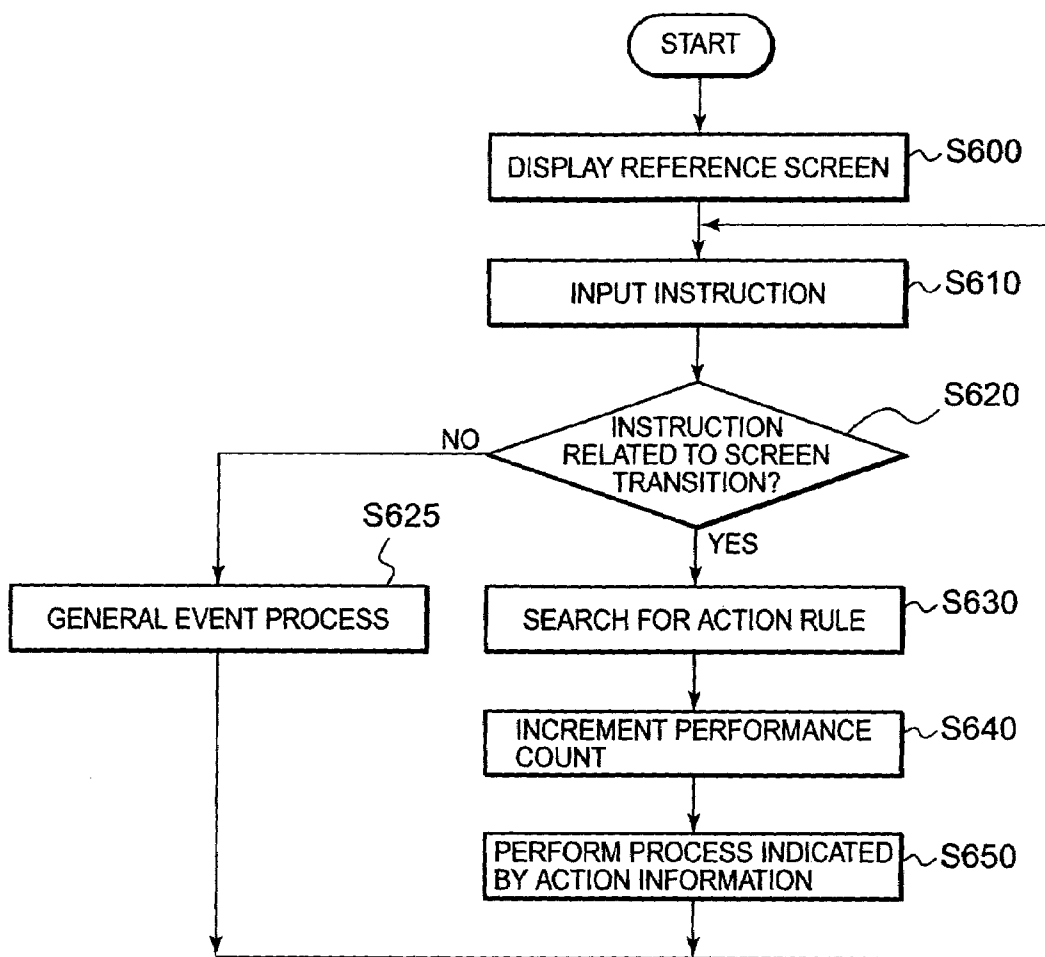 START
DISPLAY REFERENCE SCREEN
S600
INPUT INSTRUCTION
S610
INSTRUCTION
RELATED TO SCREEN
TRANSITION?
S620
NO
YES
S625
GENERAL EVENT PROCESS
SEARCH FOR ACTION RULE
S630
INCREMENT PERFORMANCE
COUNT
S640
PERFORM PROCESS INDICATED
BY ACTION INFORMATION
S650